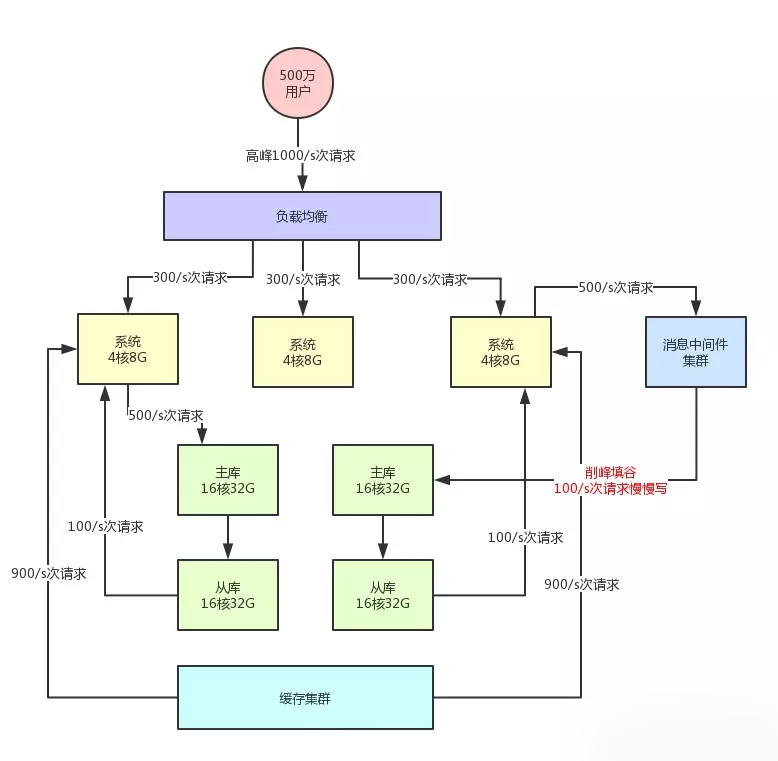 500万
用户
高峰1000/s次请求
负载均衡
300/s次请求
300/s次请求
300/s次请求
500/s次请求
系统
4核8G
系统
4核8G
系统
4核8G
消息中间件
集群
500/s次请求
主库
16核32G
主库
16核32G
削峰填谷
100/s次请求慢慢写
100/s次请求
100/s次请求
900/s次请求
900/s次请求
从库
16核32G
从库
16核32G
缓存集群